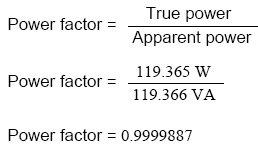 Power factor = True power
Apparent power
Power factor = 119.365 W
119.366 VA
Power factor = 0.9999887